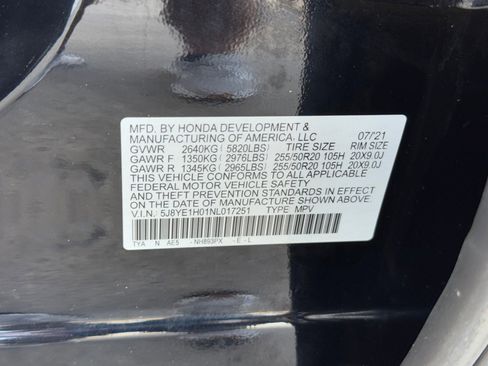 MFD. BY HONDA DEVELOPMENT &
MANUFACTURING OF AMERICA, LLC 07/21
GVWR 2640KG (5820LBS) TIRE SIZE RIM SIZE
GAWR F 1350KG (2976LBS) 255/50R20 105H 20X9.0J
GAWR R 1345KG (2965LBS) 255/50R20 105H 20X9.0J
THIS VEHICLE CONFORMS TO ALL APPLICABLE
FEDERAL MOTOR VEHICLE SAFETY
AND THEFT PREVENTION STANDARDS IN EFFECT
ON THE DATE OF MANUFACTURE SHOWN ABOVE.
V.I.N.: 5J8YE1H01NL017251 TYPE MPV
TYA N AE5 - NH893PX - E - L